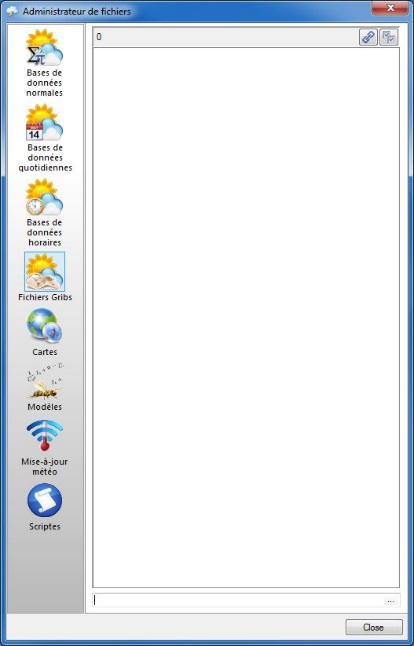 Administrateur de fichiers
0
Bases de
données
normales
14
Bases de
données
quotidiennes
Bases de
données
horaires
Fichiers Gribs
Cartes
Modèles
Mise-à-jour
météo
Scriptes
...
Close